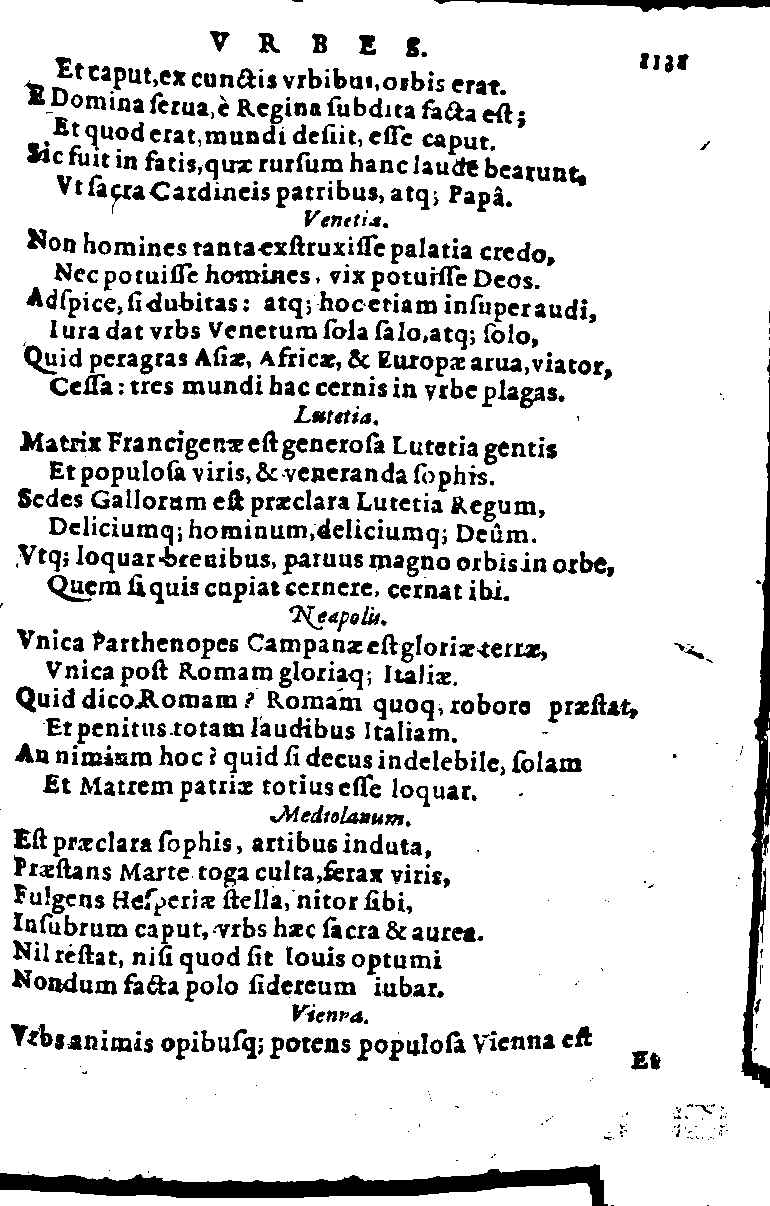 VRBES. 1138
Et caput, ex cunctis vrbibus, orbis erat.
E Domina serua, è Regina subdita facta est;
Et quod erat, mundi desiit, esse caput.
Sic fuit in fatis, quæ rursum hanc laude bearunt,
Vt sacra Cardineis patribus, atq; Papâ.
Venetia.
Non homines tanta exstruxisse palatia credo,
Nec potuisse homines, vix potuisse Deos.
Adspice, si dubitas: atq; hoc etiam insuper audi,
Iura dat vrbs Venetum sola salo, atq; solo,
Quid peragras Asiæ, Africæ, & Europæ arua, viator,
Cessa: tres mundi hac cernis in vrbe plagas.
Lutetia.
Matrix Francigenæ est generosa Lutetia gentis
Et populosa viris, & veneranda sophis.
Sedes Gallorum est præclara Lutetia Regum,
Deliciumq; hominum, deliciumq; Deûm.
Vtq; loquar breuibus, paruus magno orbis in orbe,
Quem si quis cupiat cernere, cernat ibi.
Neapolis.
Vnica Parthenopes Campanæ est gloriæ terræ,
Vnica post Romam gloriaq; Italiæ.
Quid dico Romam? Romam quoq; robore præstat,
Et penitus totam laudibus Italiam.
An nimium hoc? quid si decus indelebile, solam
Et Matrem patriæ totius esse loquar.
Mediolanum.
Est præclara sophis, artibus induta,
Præstans Marte toga culta, ferax viris,
Fulgens Hesperiæ stella, nitor sibi,
Insubrum caput, vrbs hæc sacra & aurea.
Nil restat, nisi quod sit Iouis optumi
Nondum facta polo sidereum iubar.
Vienna.
Vrbs animis opibusq; potens populosa Vienna est
Et